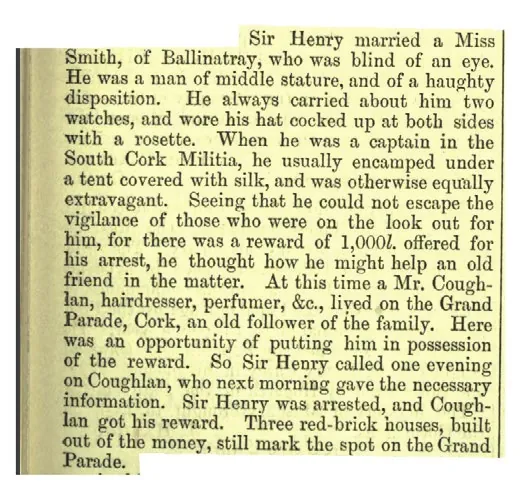 Sir Henry married a Miss
Smith, of Ballinatray, who was blind of an eye.
He was a man of middle stature, and of a haughty
disposition. He always carried about him two
watches, and wore his hat cocked up at both sides
with a rosette. When he was a captain in the
South Cork Militia, he usually encamped under
a tent covered with silk, and was otherwise equally
extravagant. Seeing that he could not escape the
vigilance of those who were on the look out for
him, for there was a reward of 1,000l. offered for
his arrest, he thought how he might help an old
friend in the matter. At this time a Mr. Cough-
lan, hairdresser, perfumer, &c., lived on the Grand
Parade, Cork, an old follower of the family. Here
was an opportunity of putting him in possession
of the reward. So Sir Henry called one evening
on Coughlan, who next morning gave the necessary
information. Sir Henry was arrested, and Cough-
lan got his reward. Three red-brick houses, built
out of the money, still mark the spot on the Grand
Parade.